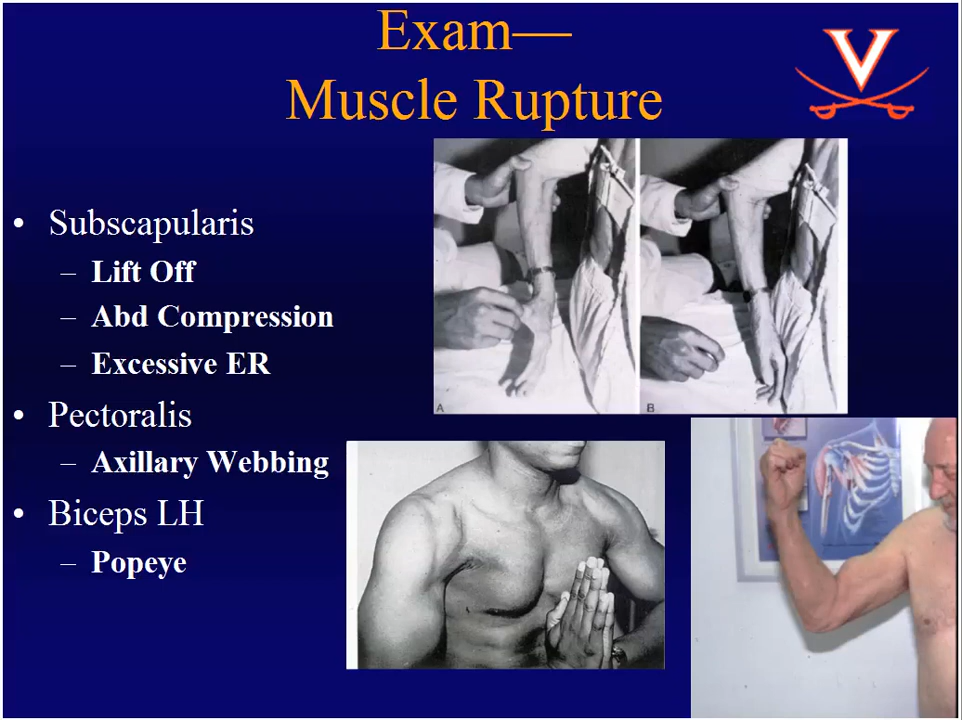 Exam—
Muscle Rupture
• Subscapularis
– Lift Off
– Abd Compression
– Excessive ER
• Pectoralis
– Axillary Webbing
• Biceps LH
– Popeye
A
B
V